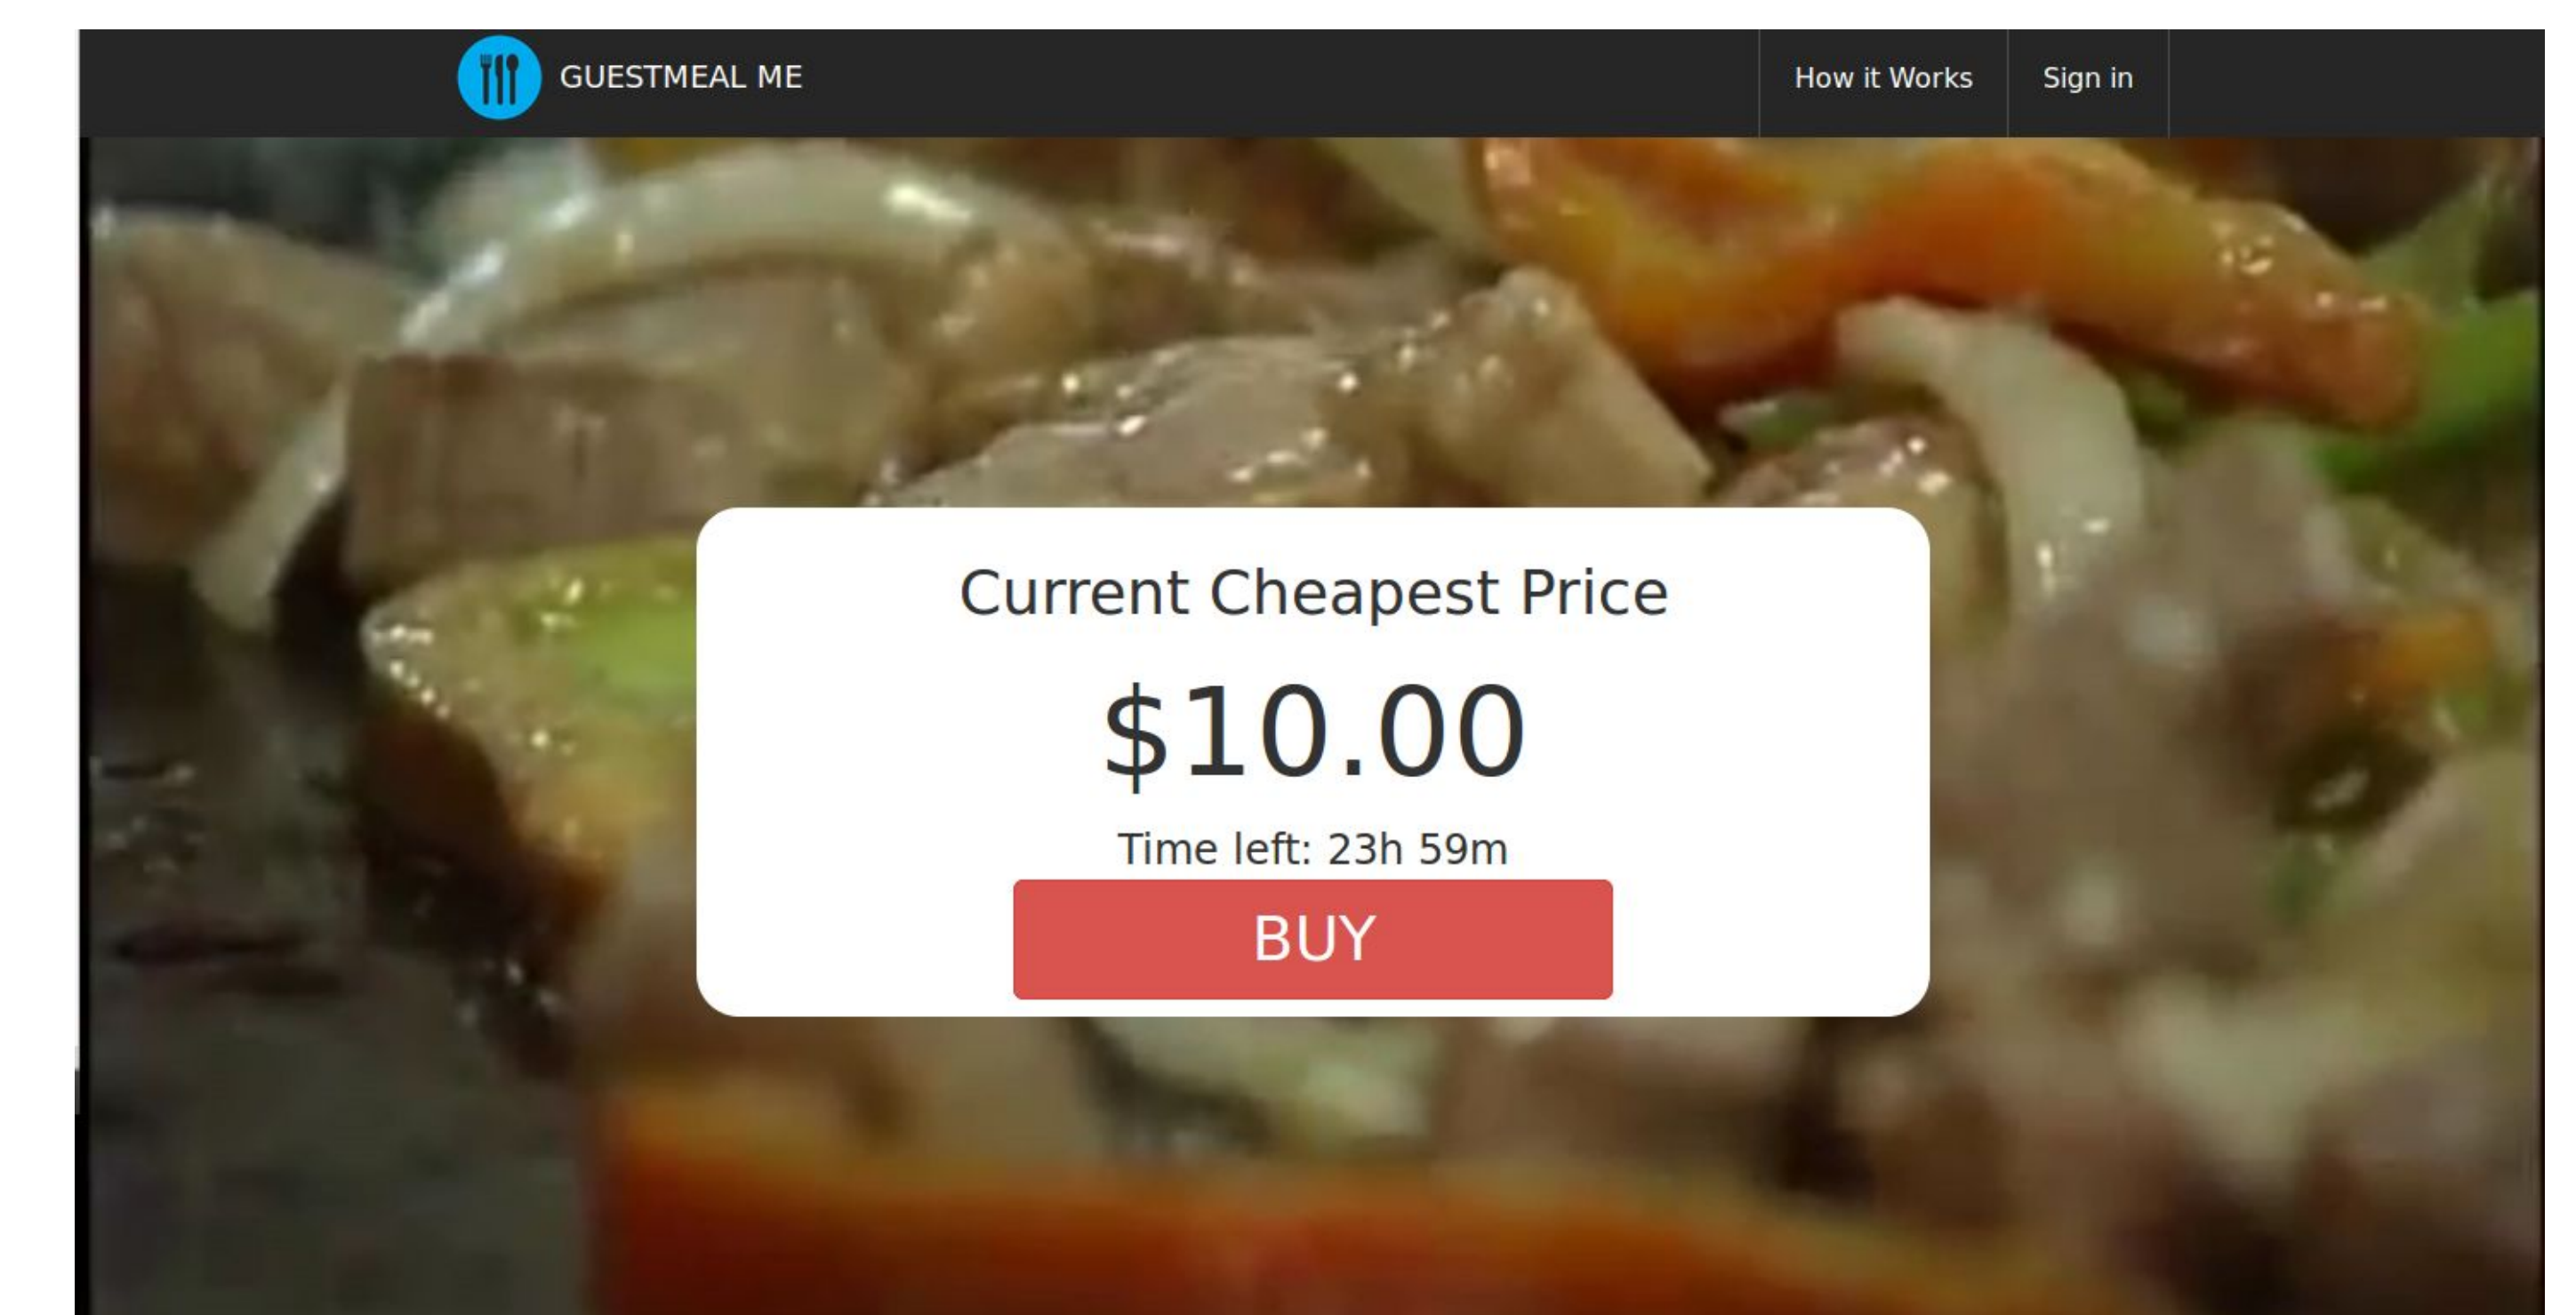 GUESTMEAL ME
How it Works
Sign in
Current Cheapest Price
$10.00
Time left: 23h 59m
BUY